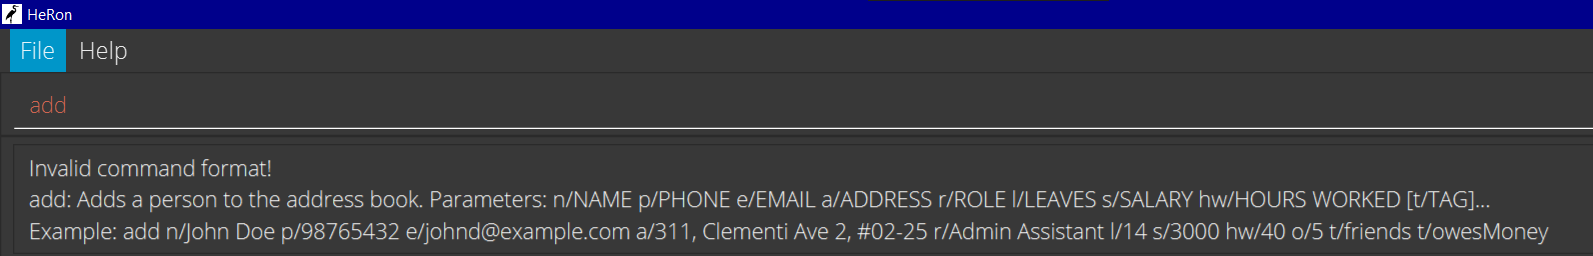 HeRon
File Help
add
Invalid command format!
add: Adds a person to the address book. Parameters: n/NAME p/PHONE e/EMAIL a/ADDRESS r/ROLE l/LEAVES s/SALARY hw/HOURS WORKED [t/TAG]...
Example: add n/John Doe p/98765432 e/johnd@example.com a/311, Clementi Ave 2, #02-25 r/Admin Assistant l/14 s/3000 hw/40 o/5 t/friends t/owesMoney